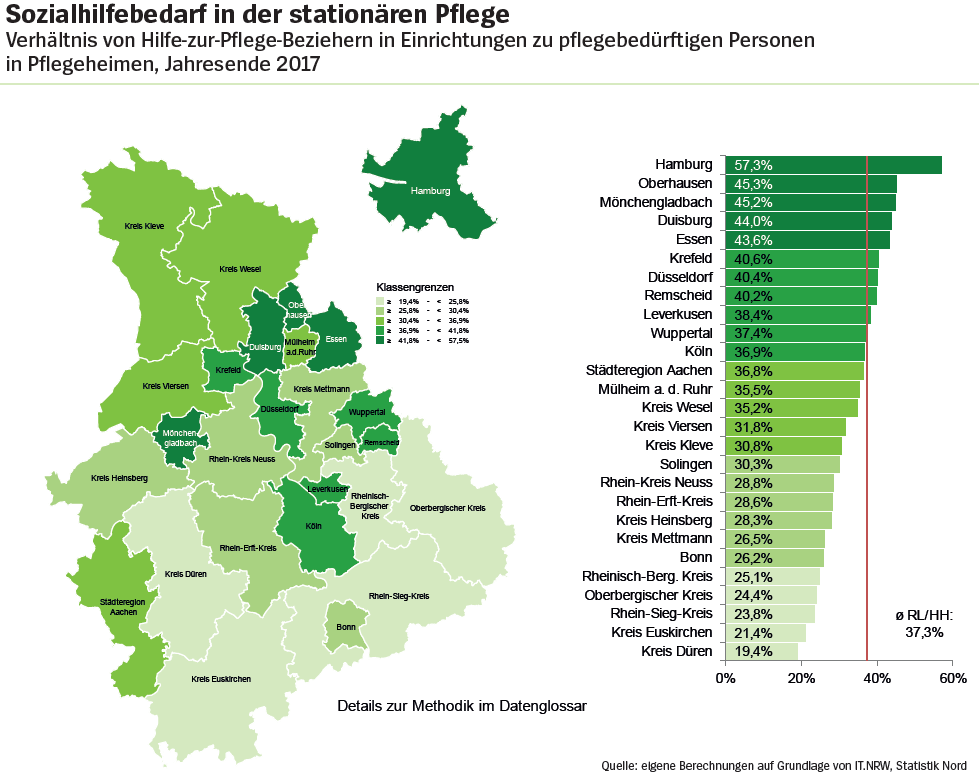 Sozialhilfebedarf in der stationären Pflege
Verhältnis von Hilfe-zur-Pflege-Beziehern in Einrichtungen zu pflegebedürftigen Personen
in Pflegeheimen, Jahresende 2017
Hamburg
Kreis Kleve
Kreis Wesel
Klassengrenzen
≥ 19,4% - < 25,8%
≥ 25,8% - < 30,4%
≥ 30,4% - < 36,9%
≥ 36,9% - < 41,8%
≥ 41,8% - < 57,5%
Ober
hausen
Duisburg
Mülheim
a.d.Ruhr
Essen
Krefeld
Kreis Viersen
Kreis Mettmann
Düsseldorf
Wuppertal
Mönchen
gladbach
Solingen
Remscheid
Rhein-Kreis Neuss
Kreis Heinsberg
Leverkusen
Rheinisch-
Bergischer
Kreis
Oberbergischer Kreis
Köln
Rhein-Erft-Kreis
Kreis Düren
Städteregion
Aachen
Rhein-Sieg-Kreis
Bonn
Kreis Euskirchen
Details zur Methodik im Datenglossar
Hamburg 57,3%
Oberhausen 45,3%
Mönchengladbach 45,2%
Duisburg 44,0%
Essen 43,6%
Krefeld 40,6%
Düsseldorf 40,4%
Remscheid 40,2%
Leverkusen 38,4%
Wuppertal 37,4%
Köln 36,9%
Städteregion Aachen 36,8%
Mülheim a. d. Ruhr 35,5%
Kreis Wesel 35,2%
Kreis Viersen 31,8%
Kreis Kleve 30,8%
Solingen 30,3%
Rhein-Kreis Neuss 28,8%
Rhein-Erft-Kreis 28,6%
Kreis Heinsberg 28,3%
Kreis Mettmann 26,5%
Bonn 26,2%
Rheinisch-Berg. Kreis 25,1%
Oberbergischer Kreis 24,4%
Rhein-Sieg-Kreis 23,8%
Kreis Euskirchen 21,4%
Kreis Düren 19,4%
ø RL/HH:
37,3%
0% 20% 40% 60%
Quelle: eigene Berechnungen auf Grundlage von IT.NRW, Statistik Nord